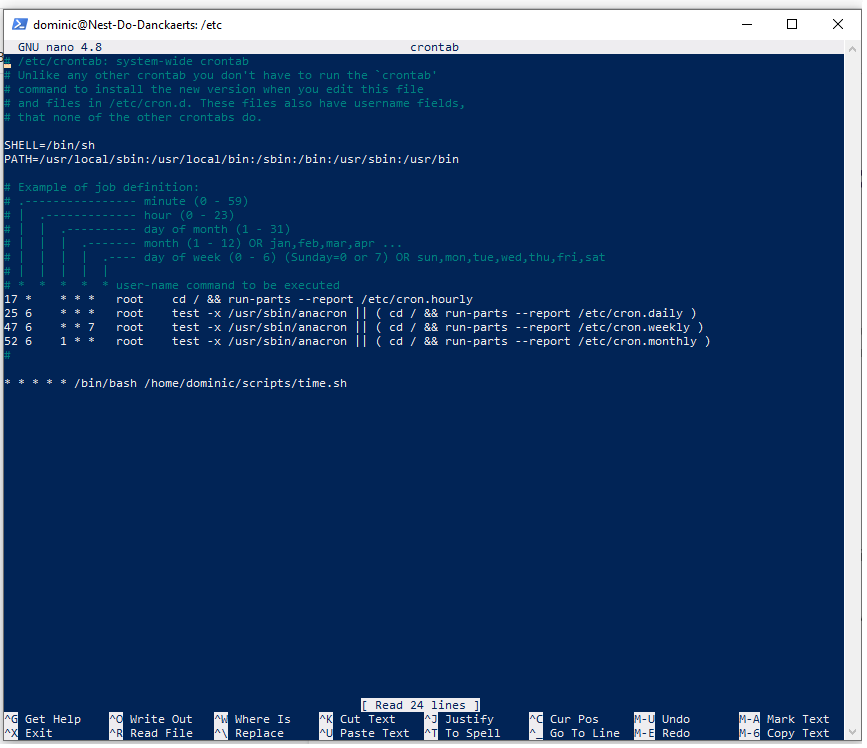 dominic@Nest-Do-Danckaerts: /etc
GNU nano 4.8 crontab
# /etc/crontab: system-wide crontab
# Unlike any other crontab you don't have to run the `crontab'
# command to install the new version when you edit this file
# and files in /etc/cron.d. These files also have username fields,
# that none of the other crontabs do.
SHELL=/bin/sh
PATH=/usr/local/sbin:/usr/local/bin:/sbin:/bin:/usr/sbin:/usr/bin
# Example of job definition:
# .---------------- minute (0 - 59)
# |  .------------- hour (0 - 23)
# |  |  .---------- day of month (1 - 31)
# |  |  |  .------- month (1 - 12) OR jan,feb,mar,apr ...
# |  |  |  |  .---- day of week (0 - 6) (Sunday=0 or 7) OR sun,mon,tue,wed,thu,fri,sat
# |  |  |  |  |
# *  *  *  *  * user-name command to be executed
17 *    * * *   root    cd / && run-parts --report /etc/cron.hourly
25 6    * * *   root    test -x /usr/sbin/anacron || ( cd / && run-parts --report /etc/cron.daily )
47 6    * * 7   root    test -x /usr/sbin/anacron || ( cd / && run-parts --report /etc/cron.weekly )
52 6    1 * *   root    test -x /usr/sbin/anacron || ( cd / && run-parts --report /etc/cron.monthly )
#
* * * * * /bin/bash /home/dominic/scripts/time.sh
[ Read 24 lines ]
^G Get Help ^O Write Out ^W Where Is ^K Cut Text ^J Justify ^C Cur Pos M-U Undo M-A Mark Text
^X Exit ^R Read File ^\ Replace ^U Paste Text ^T To Spell ^_ Go To Line M-E Redo M-6 Copy Text